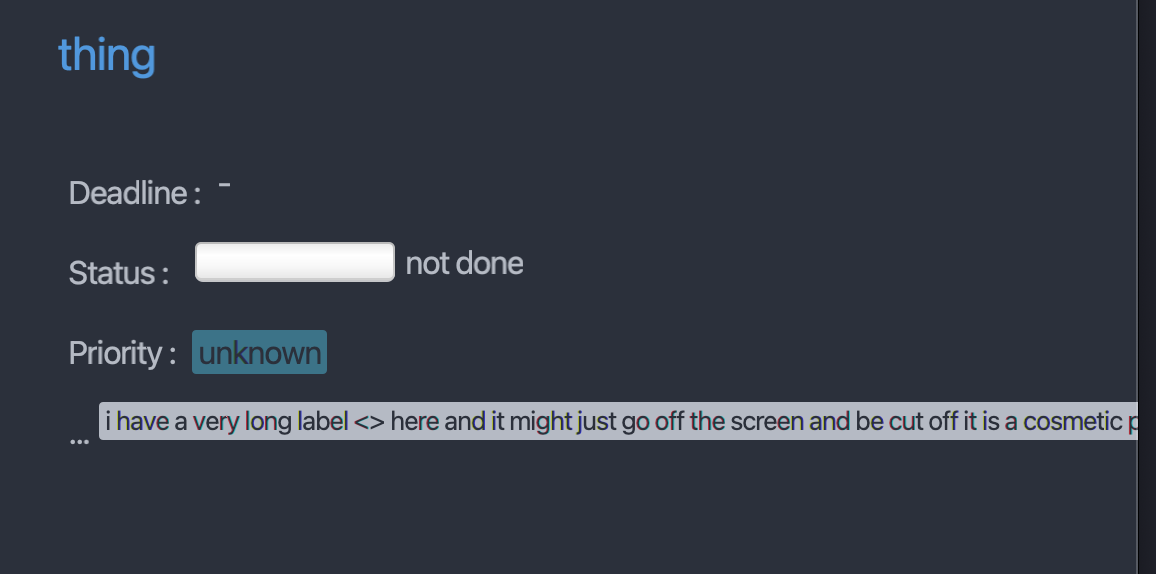 thing
Deadline : -
Status : not done
Priority : unknown
... i have a very long label <> here and it might just go off the screen and be cut off it is a cosmetic